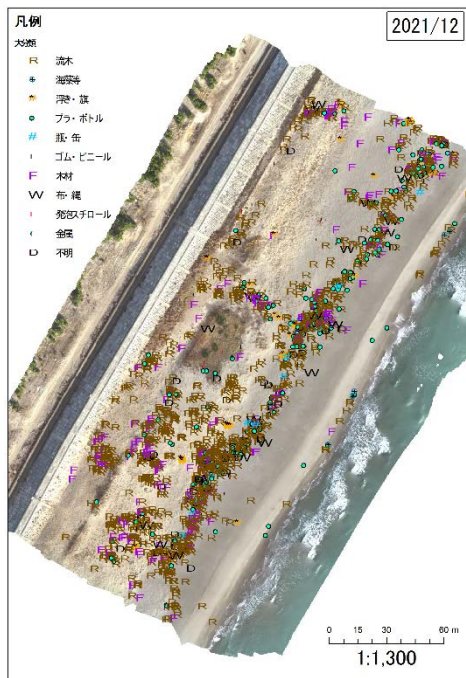 凡例
2021/12
大分類
R 流木
海藻等
浮き・旗
プラ・ボトル
# 瓶・缶
ゴム・ビニール
F 木材
W 布・縄
発泡スチロール
金属
D 不明
0 15 30 60 m
1:1,300